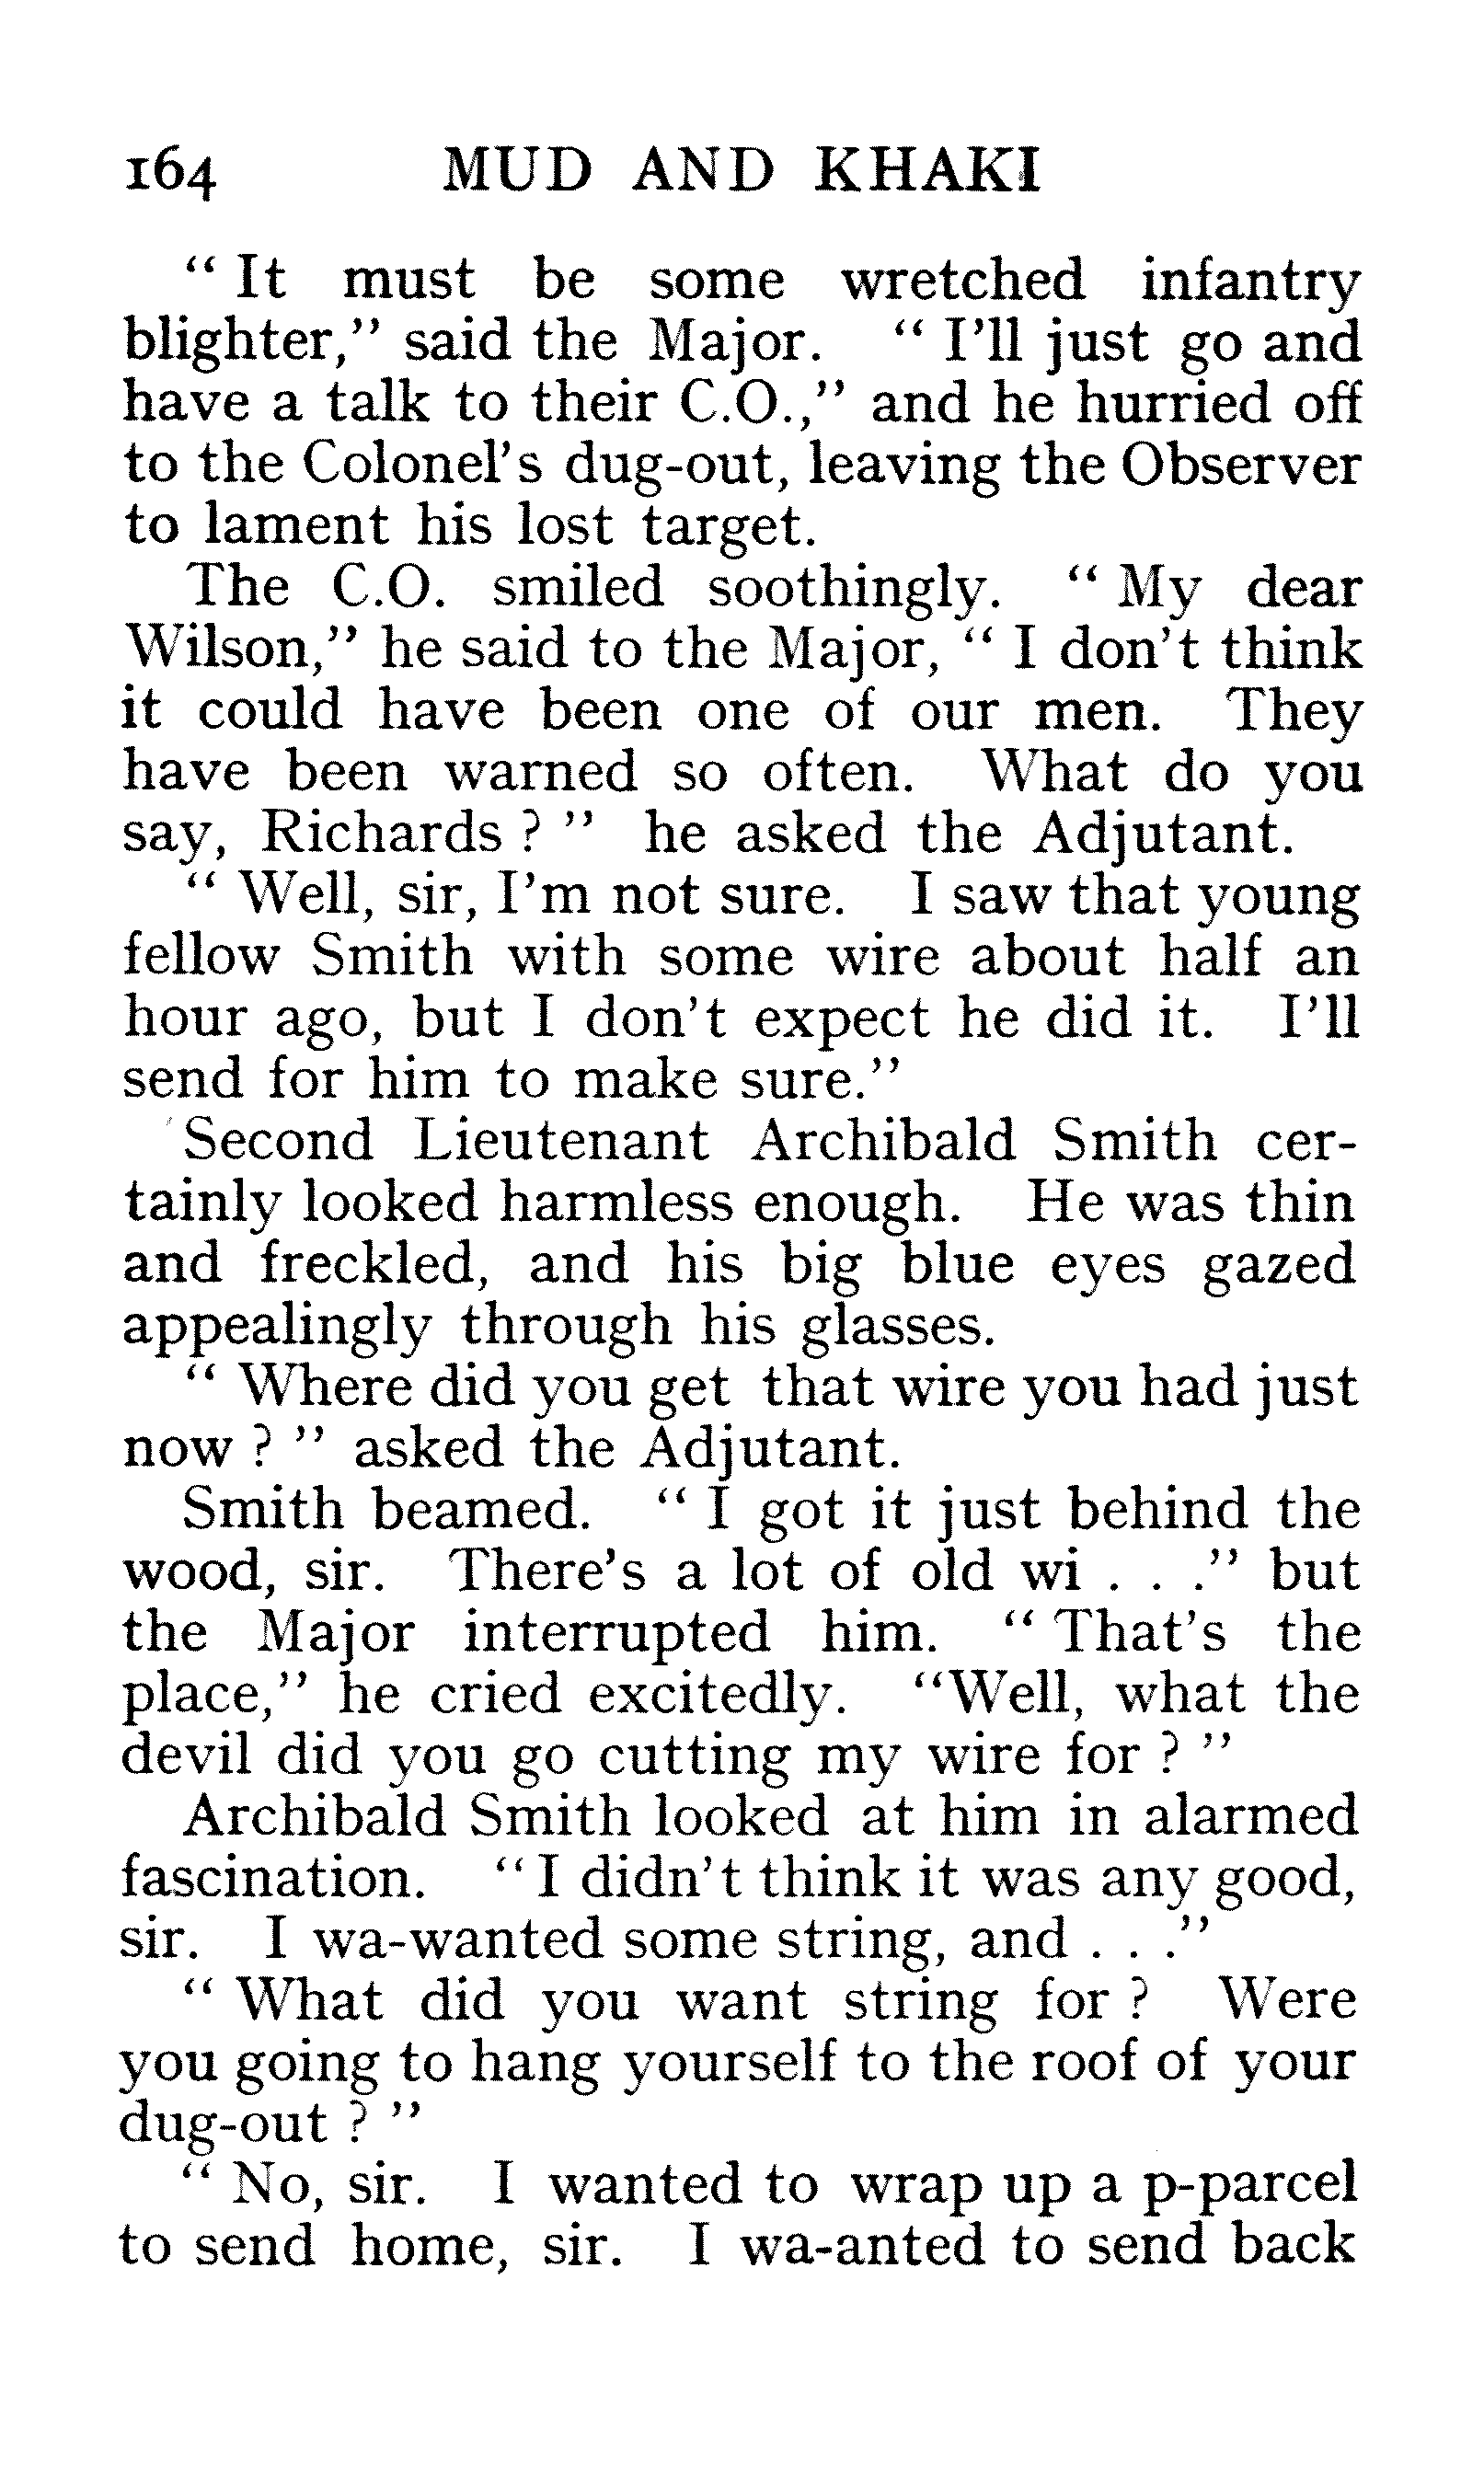 164 MUD AND KHAKI
“ It must be some wretched infantry
blighter,” said the Major. “ I’ll just go and
have a talk to their C.O.,” and he hurried off
to the Colonel’s dug-out, leaving the Observer
to lament his lost target.
The C.O. smiled soothingly. “ My dear
Wilson,” he said to the Major, “ I don’t think
it could have been one of our men. They
have been warned so often. What do you
say, Richards ? ” he asked the Adjutant.
“ Well, sir, I’m not sure. I saw that young
fellow Smith with some wire about half an
hour ago, but I don’t expect he did it. I’ll
send for him to make sure.”
Second Lieutenant Archibald Smith cer-
tainly looked harmless enough. He was thin
and freckled, and his big blue eyes gazed
appealingly through his glasses.
“ Where did you get that wire you had just
now ? ” asked the Adjutant.
Smith beamed. “ I got it just behind the
wood, sir. There’s a lot of old wi . . .” but
the Major interrupted him. “ That’s the
place,” he cried excitedly. “Well, what the
devil did you go cutting my wire for ? ”
Archibald Smith looked at him in alarmed
fascination. “ I didn’t think it was any good,
sir. I wa-wanted some string, and . . .”
“ What did you want string for ? Were
you going to hang yourself to the roof of your
dug-out ? ”
“ No, sir. I wanted to wrap up a p-parcel
to send home, sir. I wa-anted to send back